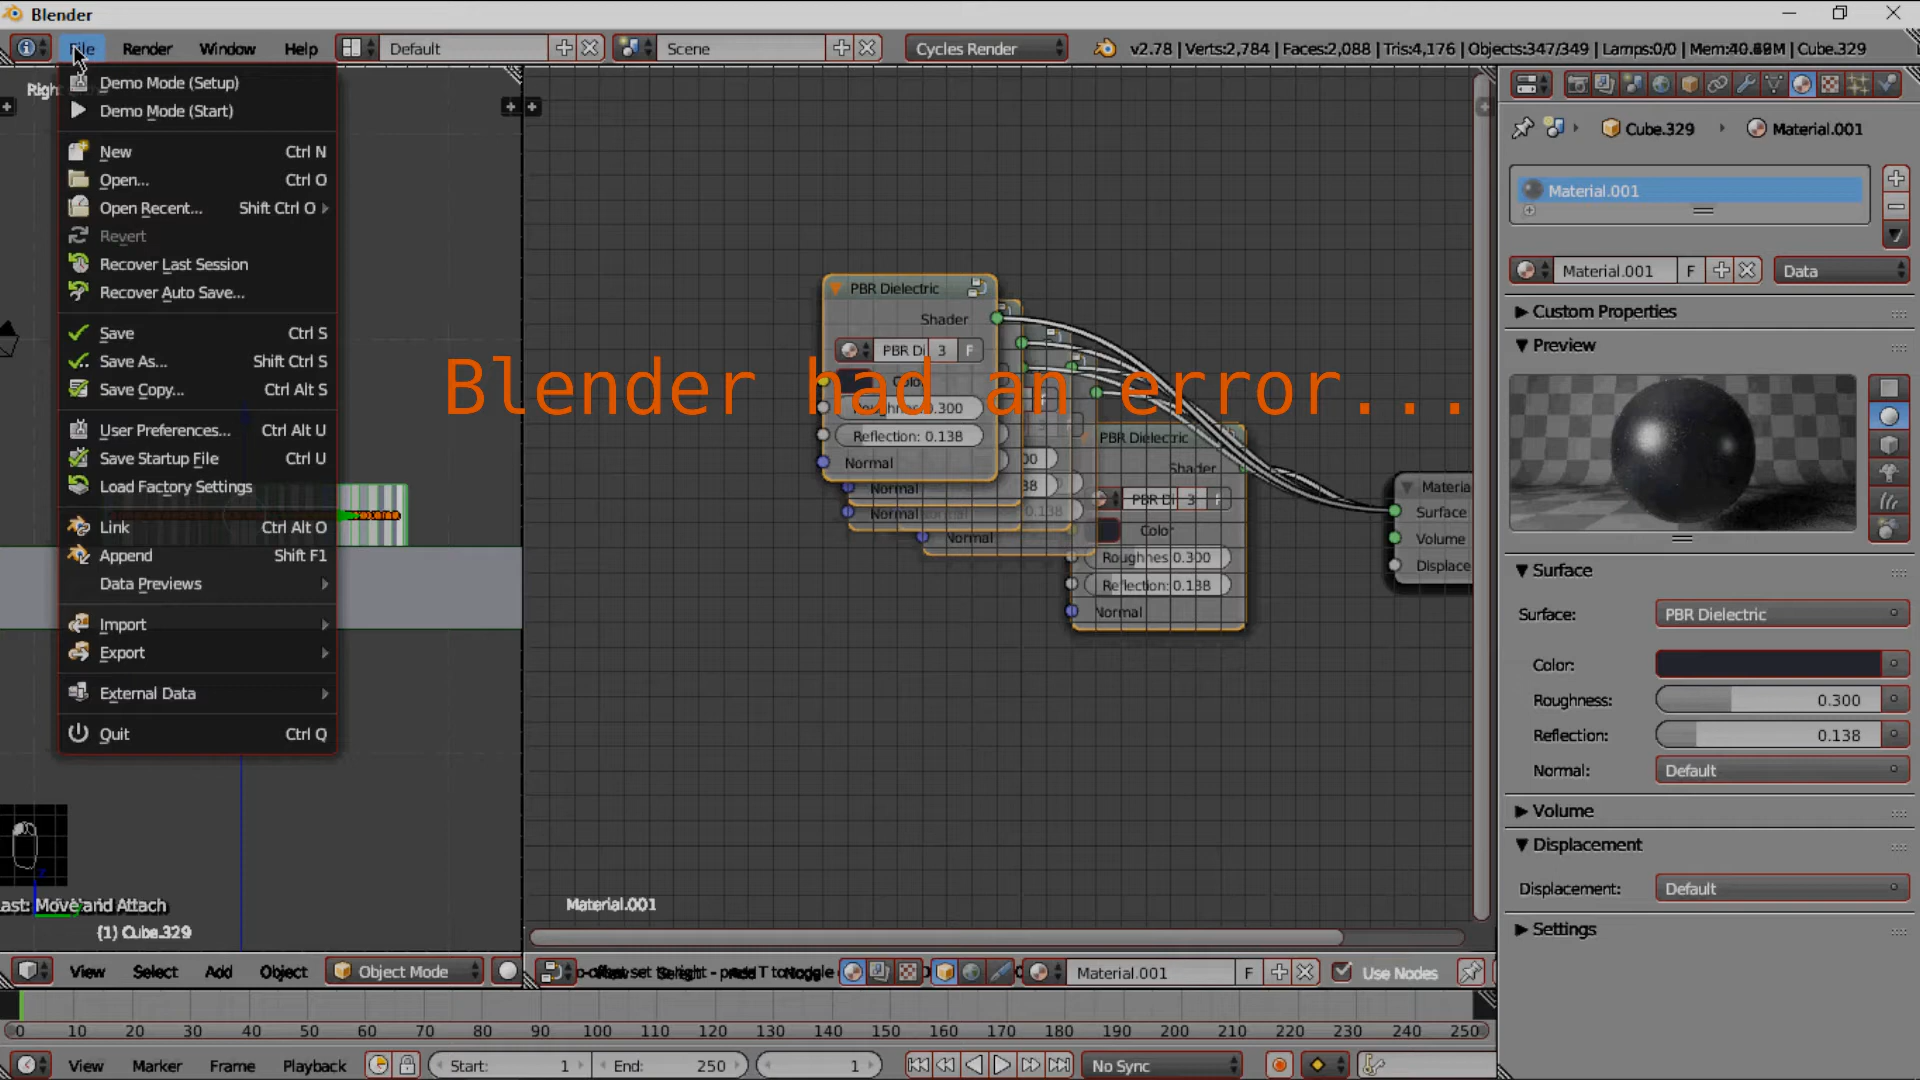 Blender
File Render Window Help Default Scene Cycles Render v2.78 | Verts:2,784 | Faces:2,088 | Tris:4,176 | Objects:347/349 | Lamps:0/0 | Cube.329
Demo Mode (Setup)
Demo Mode (Start)
New Ctrl N
Open... Ctrl O
Open Recent... Shift Ctrl O
Revert
Recover Last Session
Recover Auto Save...
Save Ctrl S
Save As... Shift Ctrl S
Save Copy... Ctrl Alt S
User Preferences... Ctrl Alt U
Save Startup File Ctrl U
Load Factory Settings
Link Ctrl Alt O
Append Shift F1
Data Previews
Import
Export
External Data
Quit Ctrl Q
Last: Move and Attach
(1) Cube.329
View Select Add Object Object Mode
Blender had an error...
PBR Dielectric
Shader
PBR Di 3 F
Color
Roughnes 0.300
Reflection: 0.138
Normal
Normal
Normal
Normal
PBR Dielectric
Shader
PBR Di 3
Color
Roughnes 0.300
Reflection: 0.138
Normal
Materia
Surface
Volume
Displace
Material.001
Material.001 F Use Nodes
Cube.329 Material.001
Material.001
Material.001 F Data
Custom Properties
Preview
Surface
Surface: PBR Dielectric
Color:
Roughness: 0.300
Reflection: 0.138
Normal: Default
Volume
Displacement
Displacement: Default
Settings
0 10 20 30 40 50 60 70 80 90 100 110 120 130 140 150 160 170 180 190 200 210 220 230 240 250
View Marker Frame Playback Start: 1 End: 250 1 No Sync